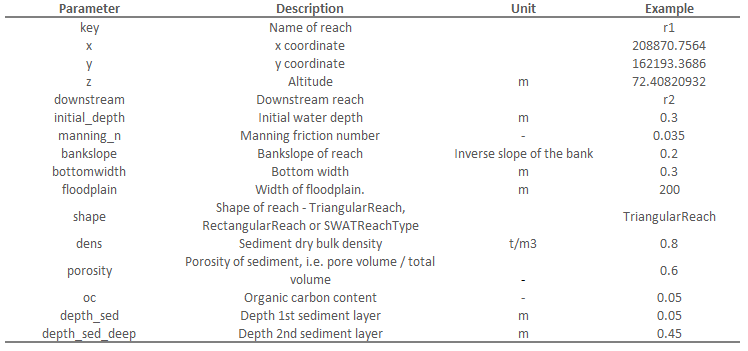 Parameter Description Unit Example
key Name of reach r1
x x coordinate 208870.7564
y y coordinate 162193.3686
z Altitude m 72.40820932
downstream Downstream reach r2
initial_depth Initial water depth m 0.3
manning_n Manning friction number - 0.035
bankslope Bankslope of reach Inverse slope of the bank 0.2
bottomwidth Bottom width m 0.3
floodplain Width of floodplain. m 200
shape Shape of reach - TriangularReach, RectangularReach or SWATReachType TriangularReach
dens Sediment dry bulk density t/m3 0.8
porosity Porosity of sediment, i.e. pore volume / total volume - 0.6
oc Organic carbon content - 0.05
depth_sed Depth 1st sediment layer m 0.05
depth_sed_deep Depth 2nd sediment layer m 0.45